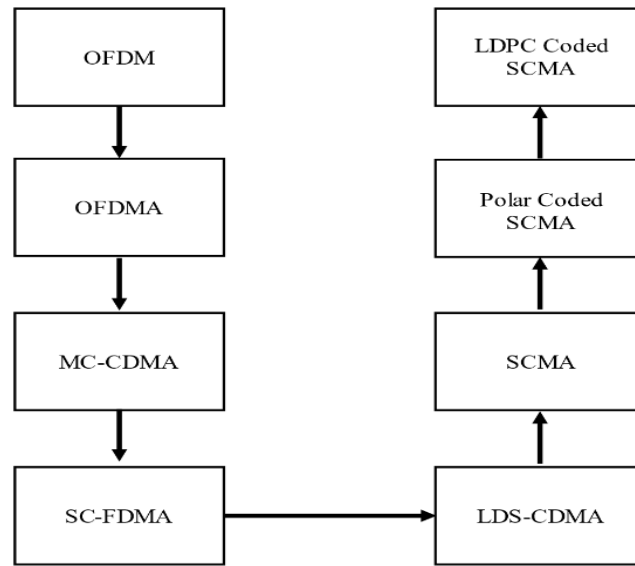 OFDM
OFDMA
MC-CDMA
SC-FDMA
LDPC Coded
SCMA
Polar Coded
SCMA
SCMA
LDS-CDMA